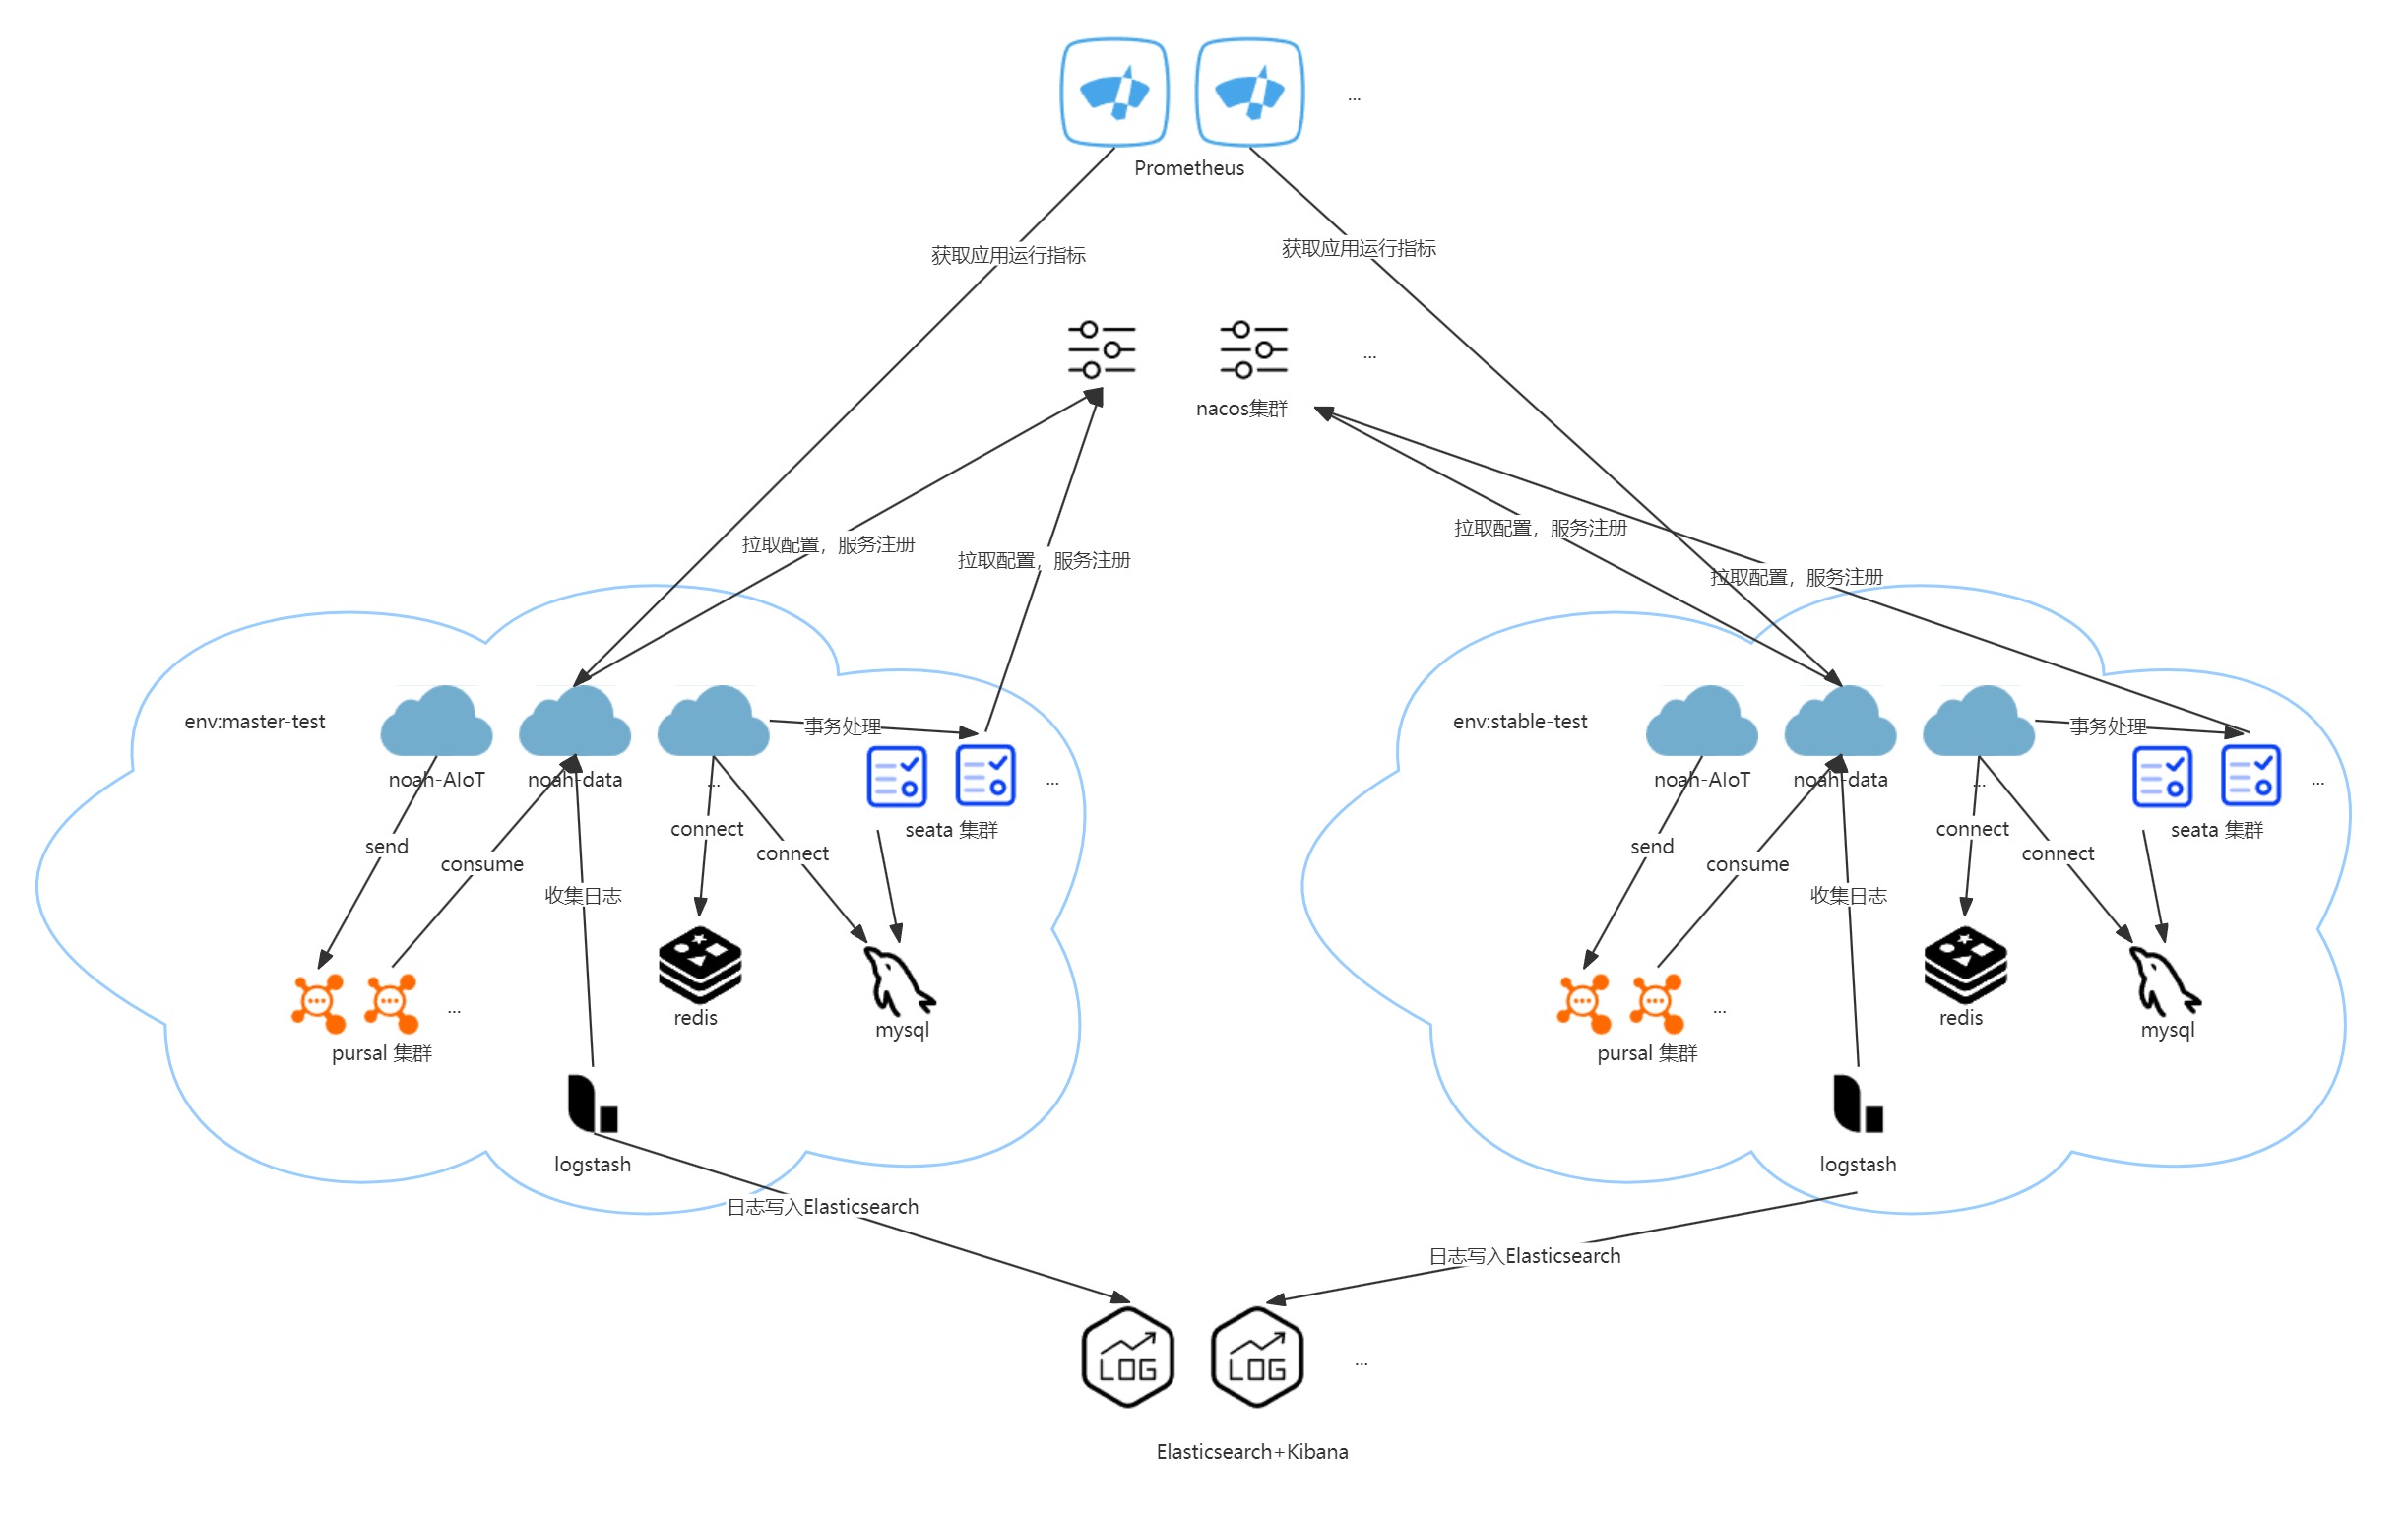 ...
Prometheus
获取应用运行指标
获取应用运行指标
...
nacos集群
拉取配置，服务注册
拉取配置，服务注册
拉取配置，服务注册
拉取配置，服务注册
env:master-test
noah-AIoT
noah-data
...
事务处理
...
seata 集群
send
consume
connect
connect
收集日志
...
pursal 集群
redis
mysql
logstash
env:stable-test
noah-AIoT
noah-data
...
事务处理
...
seata 集群
send
consume
connect
connect
收集日志
...
pursal 集群
redis
mysql
logstash
日志写入Elasticsearch
日志写入Elasticsearch
LOG
LOG
...
Elasticsearch+Kibana